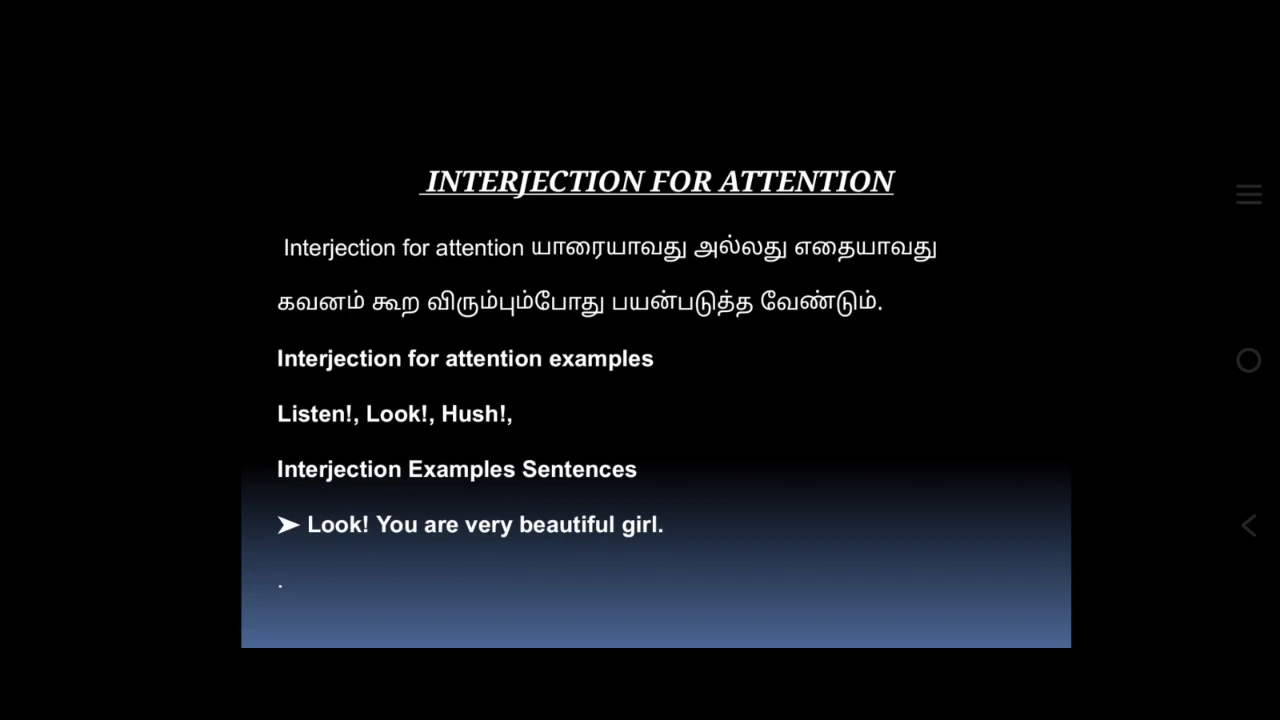 INTERJECTION FOR ATTENTION
Interjection for attention யாரையாவது அல்லது எதையாவது
கவனம் கூற விரும்பும்போது பயன்படுத்த வேண்டும்.
Interjection for attention examples
Listen!, Look!, Hush!,
Interjection Examples Sentences
➤ Look! You are very beautiful girl.
.